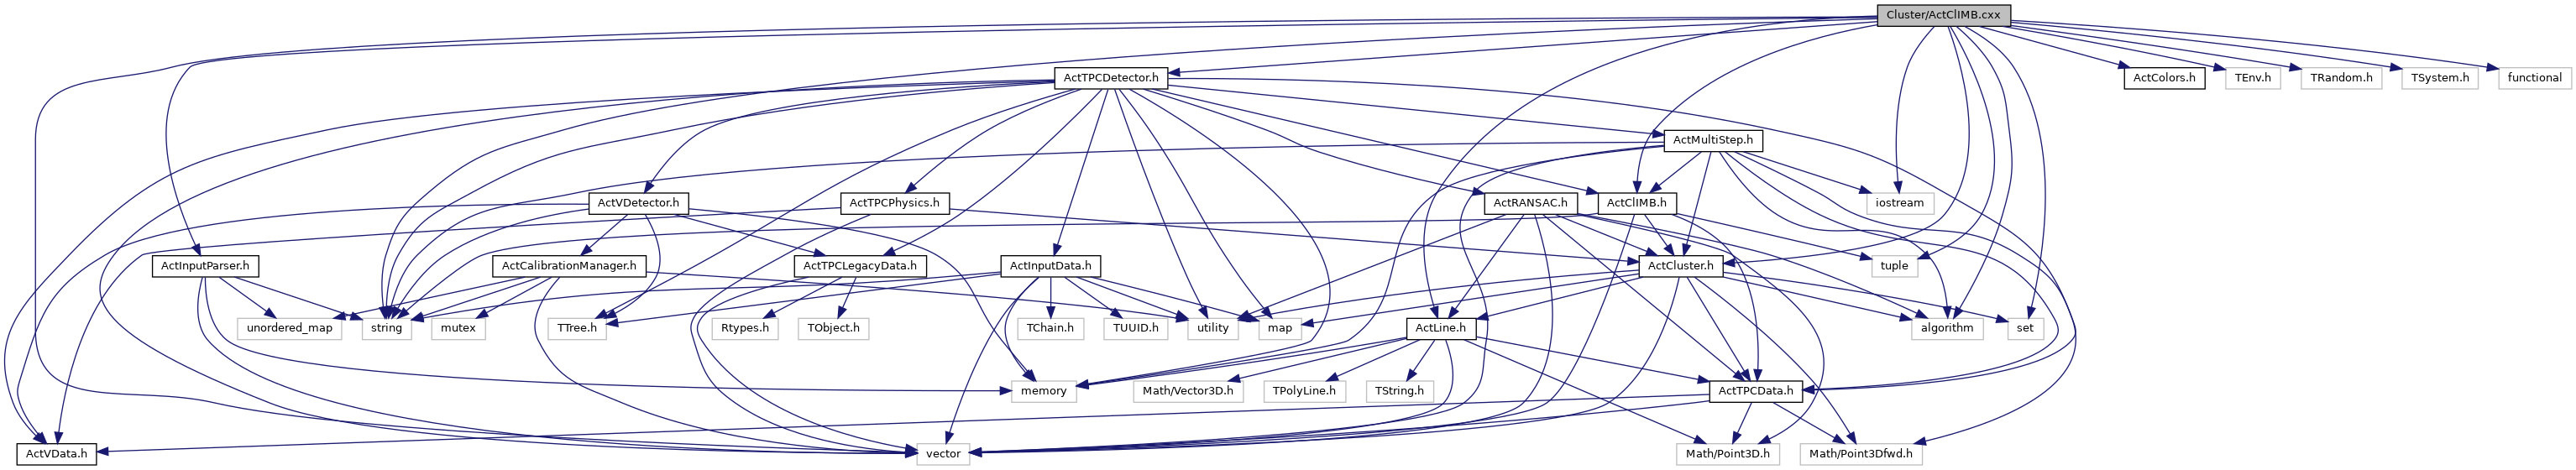 Cluster/ActClIMB.cxx
ActTPCDetector.h
ActColors.h
TEnv.h
TRandom.h
TSystem.h
functional
ActMultiStep.h
ActVDetector.h
ActTPCPhysics.h
ActRANSAC.h
ActClIMB.h
iostream
ActInputParser.h
ActCalibrationManager.h
ActTPCLegacyData.h
ActInputData.h
ActCluster.h
tuple
unordered_map
string
mutex
TTree.h
Rtypes.h
TObject.h
TChain.h
TUUID.h
utility
map
ActLine.h
algorithm
set
memory
Math/Vector3D.h
TPolyLine.h
TString.h
ActTPCData.h
ActVData.h
vector
Math/Point3D.h
Math/Point3Dfwd.h